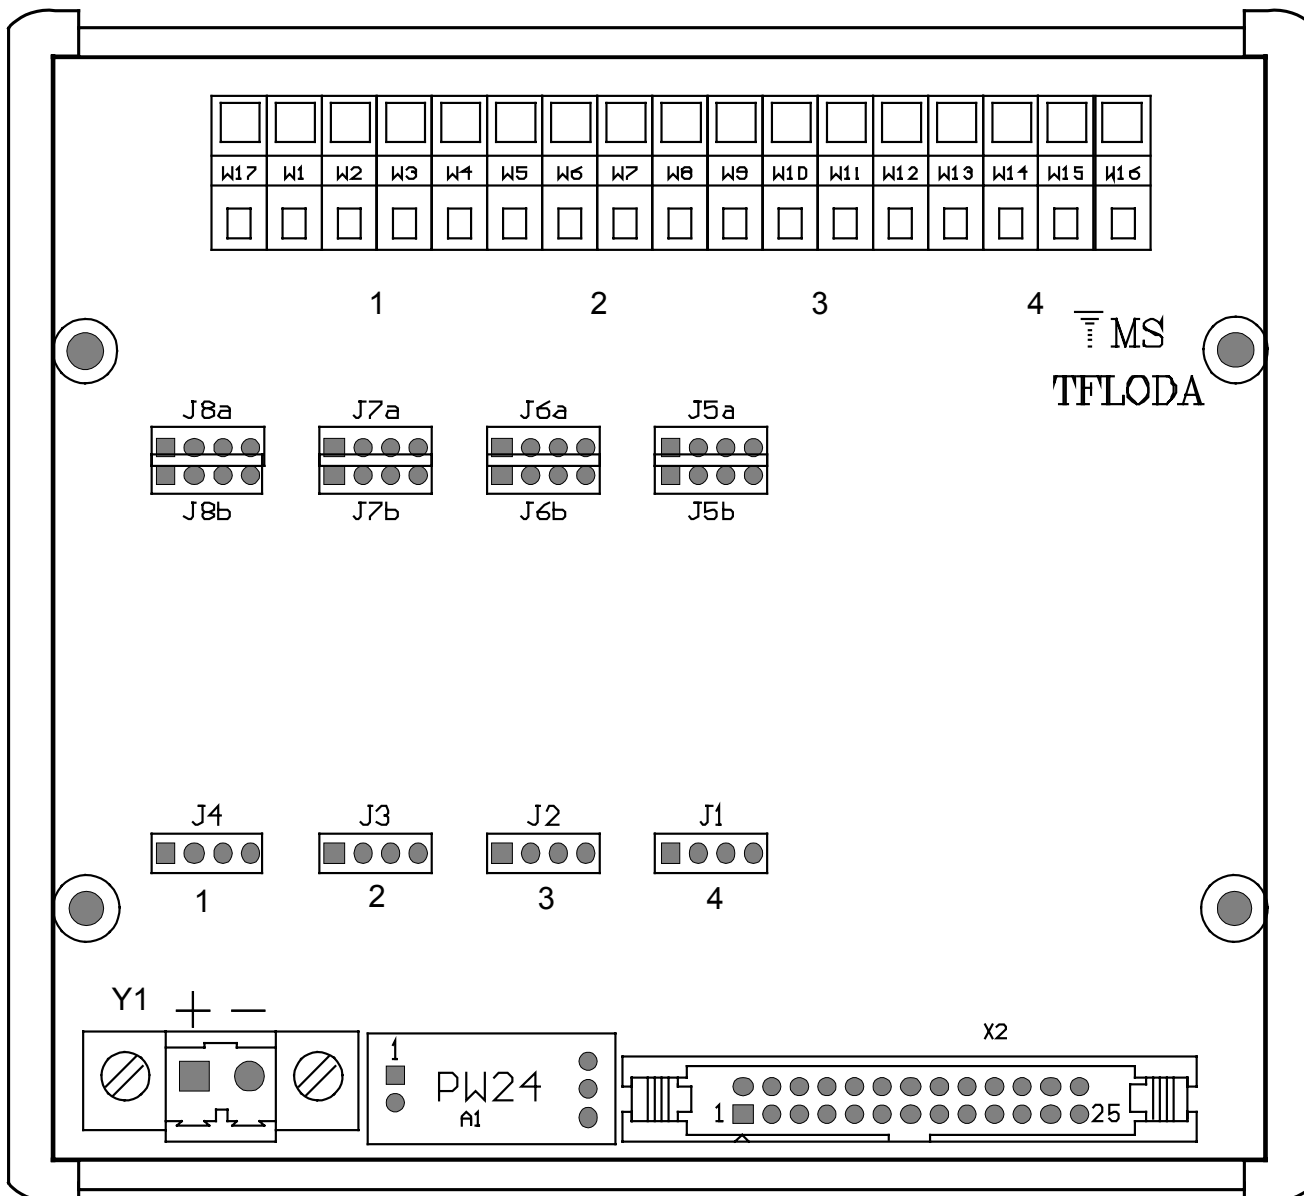 W17 W1 W2 W3 W4 W5 W6 W7 W8 W9 W10 W11 W12 W13 W14 W15 W16
1 2 3 4
MS
TFLODA
J8a J7a J6a J5a
J8b J7b J6b J5b
J4 J3 J2 J1
1 2 3 4
Y1 + −
X2
1
PW24
A1
1 25